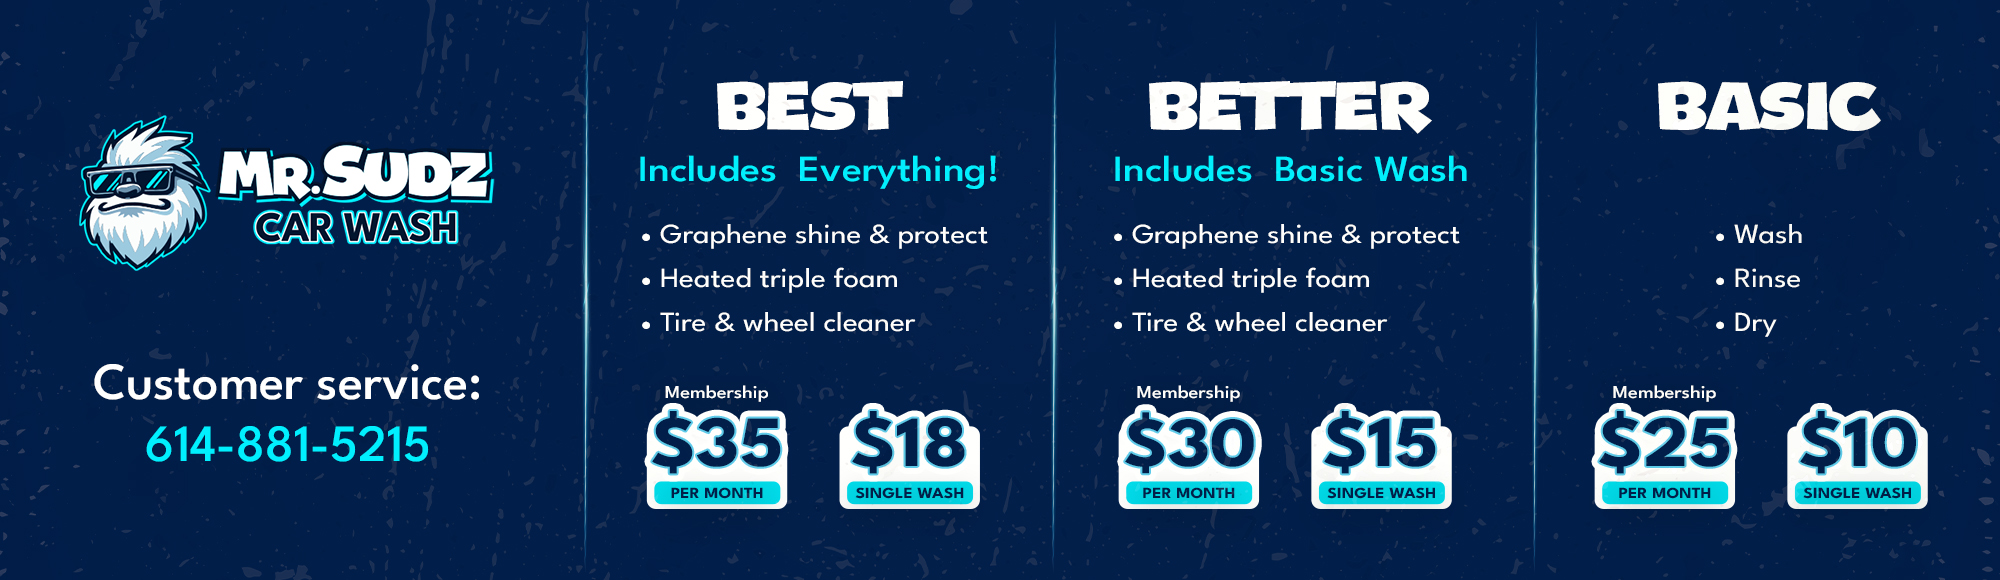 MR. SUDZ
CAR WASH
Customer service:
614-881-5215
BEST
Includes Everything!
• Graphene shine & protect
• Heated triple foam
• Tire & wheel cleaner
Membership
$35
PER MONTH
$18
SINGLE WASH
BETTER
Includes Basic Wash
• Graphene shine & protect
• Heated triple foam
• Tire & wheel cleaner
Membership
$30
PER MONTH
$15
SINGLE WASH
BASIC
• Wash
• Rinse
• Dry
Membership
$25
PER MONTH
$10
SINGLE WASH